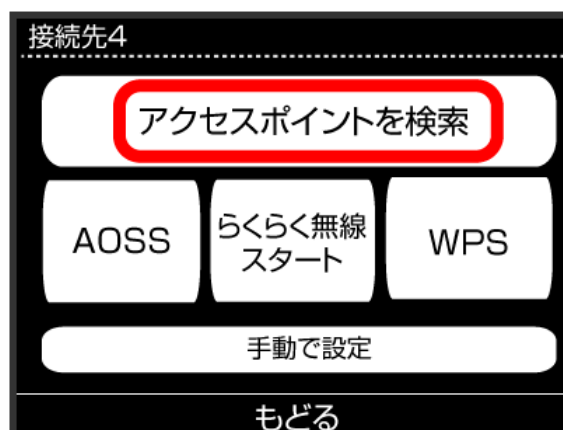 接続先4
アクセスポイントを検索
AOSS
らくらく無線
スタート
WPS
手動で設定
もどる